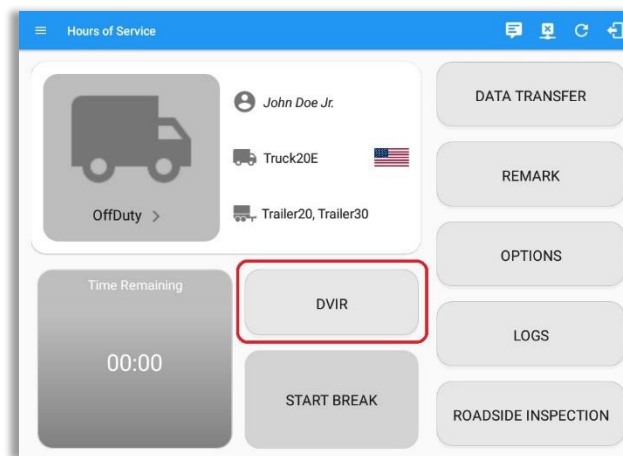 Hours of Service
John Doe Jr.
Truck20E
OffDuty >
Trailer20, Trailer30
Time Remaining
00:00
DVIR
START BREAK
DATA TRANSFER
REMARK
OPTIONS
LOGS
ROADSIDE INSPECTION